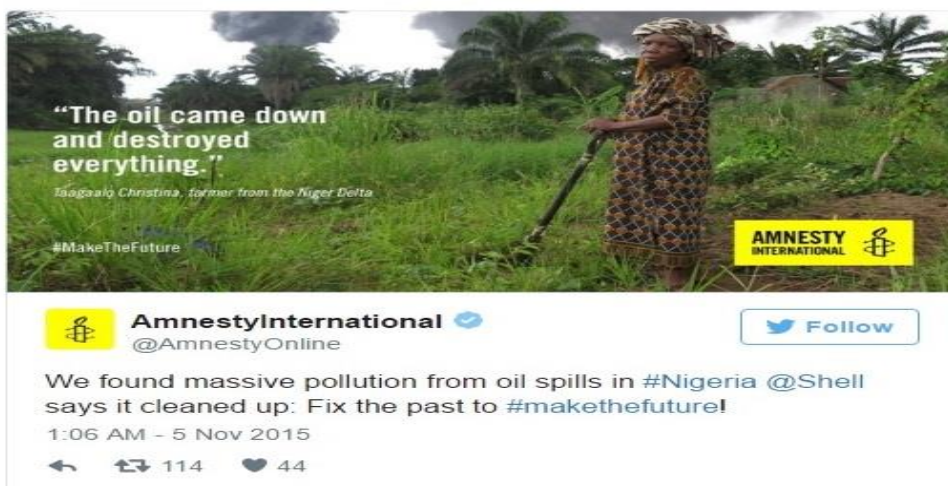 “The oil came down
and destroyed
everything.”
Taagaalo Christina, farmer from the Niger Delta
#MakeTheFuture
AMNESTY
INTERNATIONAL
AmnestyInternational
@AmnestyOnline
Follow
We found massive pollution from oil spills in #Nigeria @Shell
says it cleaned up: Fix the past to #makethefuture!
1:06 AM - 5 Nov 2015
114 44